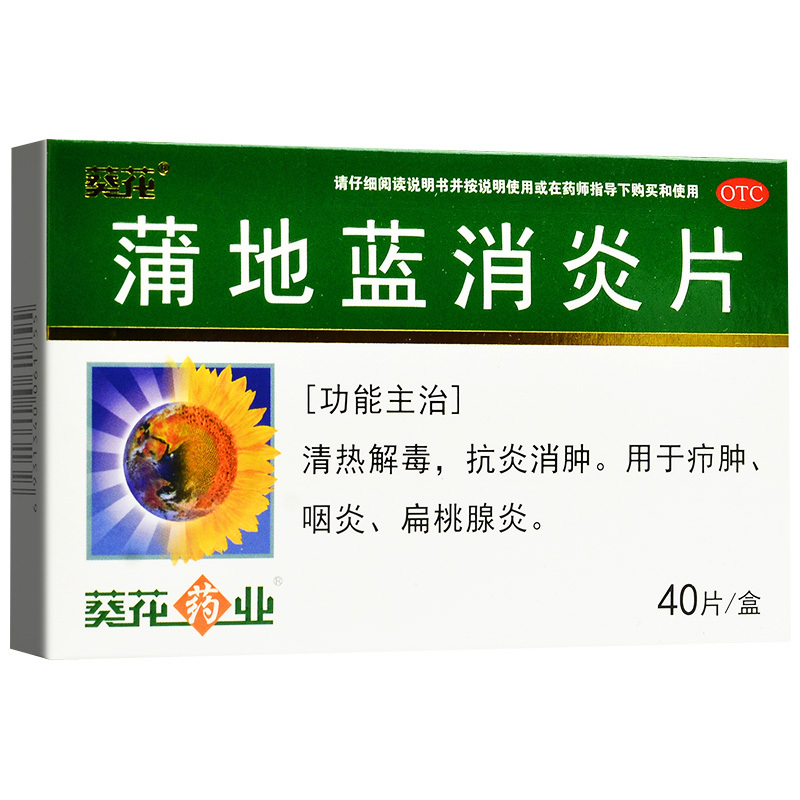 葵花®
请仔细阅读说明书并按说明使用或在药师指导下购买和使用
OTC
蒲地蓝消炎片
[功能主治]
清热解毒，抗炎消肿。用于疖肿、
咽炎、扁桃腺炎。
葵花药业®
40片/盒